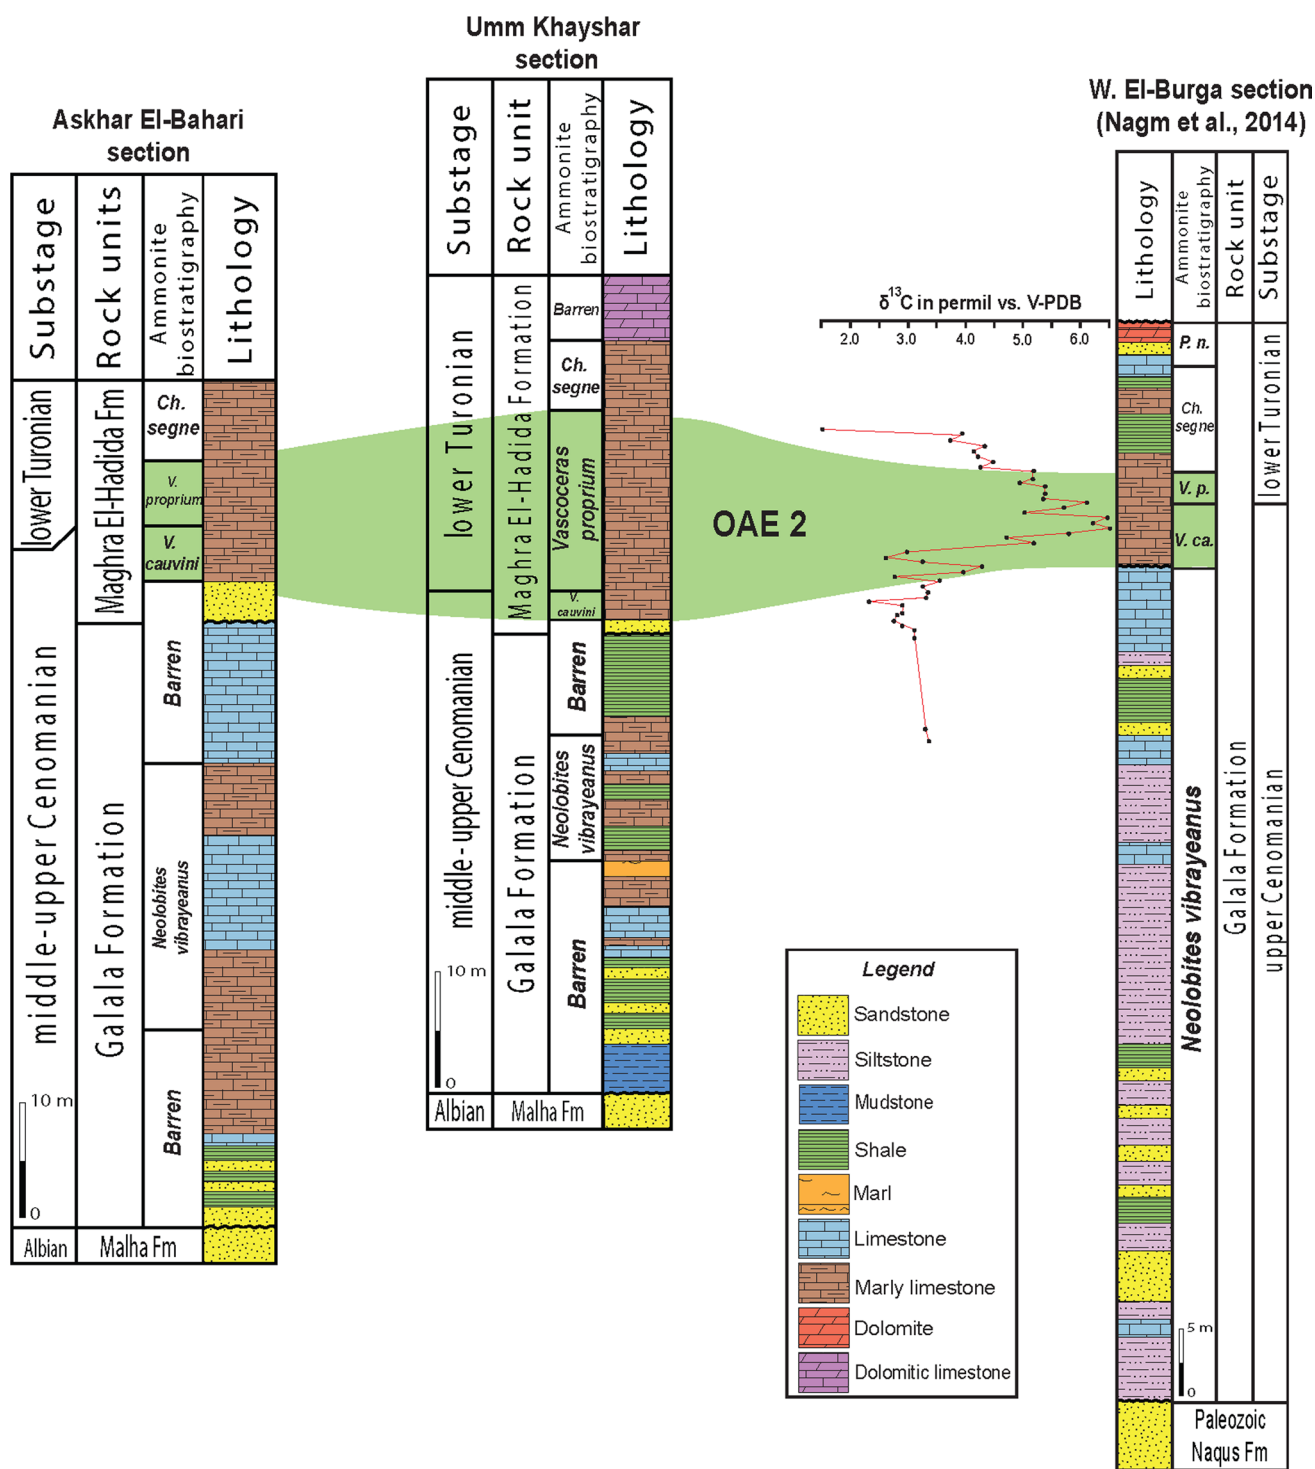 Askhar El-Bahari
section
Substage
Rock units
Ammonite
biostratigraphy
Lithology
lower Turonian
middle-upper Cenomanian
Albian
Maghra El-Hadida Fm
Galala Formation
Malha Fm
Ch.
segne
V.
proprium
V.
cauvini
Barren
Neolobites
vibrayeanus
Barren
10 m
0
Umm Khayshar
section
Substage
Rock unit
Ammonite
biostratigraphy
Lithology
lower Turonian
middle-upper Cenomanian
Albian
Maghra El-Hadida Formation
Galala Formation
Malha Fm
Barren
Ch.
segne
Vascoceras
proprium
V.
cauvini
Barren
Neolobites
vibrayeanus
Barren
10 m
0
OAE 2
δ13C in permil vs. V-PDB
2.0 3.0 4.0 5.0 6.0
W. El-Burga section
(Nagm et al., 2014)
Lithology
Ammonite
biostratigraphy
Rock unit
Substage
P. n.
Ch.
segne
V. p.
V. ca.
Neolobites vibrayeanus
Galala Formation
lower Turonian
upper Cenomanian
5 m
0
Paleozoic
Naqus Fm
Legend
Sandstone
Siltstone
Mudstone
Shale
Marl
Limestone
Marly limestone
Dolomite
Dolomitic limestone